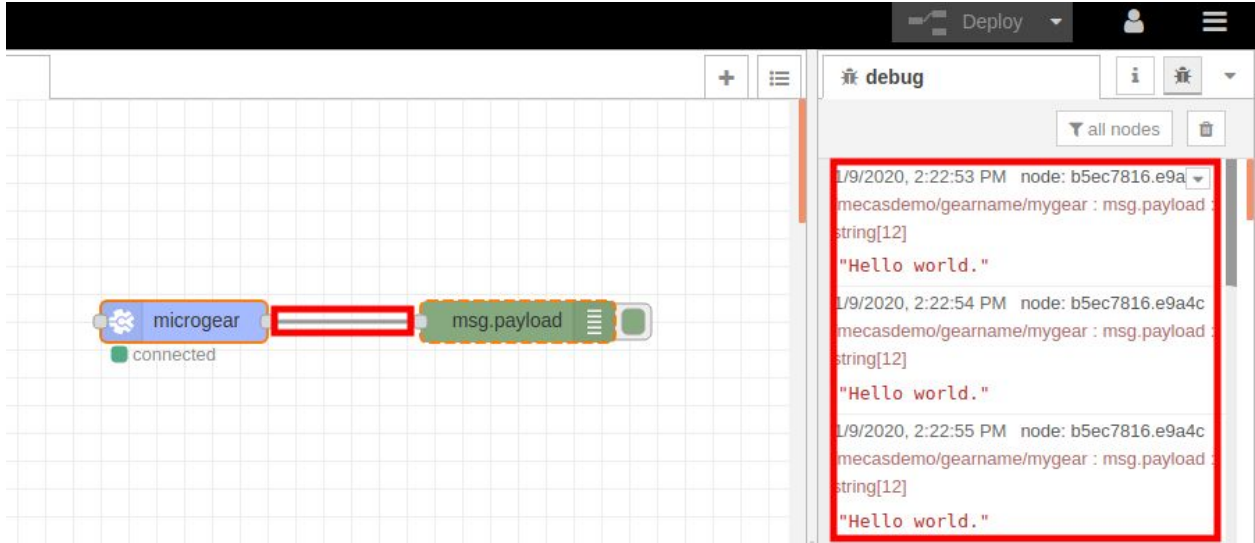 Deploy
debug
all nodes
microgear
msg.payload
connected
1/9/2020, 2:22:53 PM node: b5ec7816.e9a
mecasdemo/gearname/mygear : msg.payload :
string[12]
"Hello world."
1/9/2020, 2:22:54 PM node: b5ec7816.e9a4c
mecasdemo/gearname/mygear : msg.payload :
string[12]
"Hello world."
1/9/2020, 2:22:55 PM node: b5ec7816.e9a4c
mecasdemo/gearname/mygear : msg.payload :
string[12]
"Hello world."